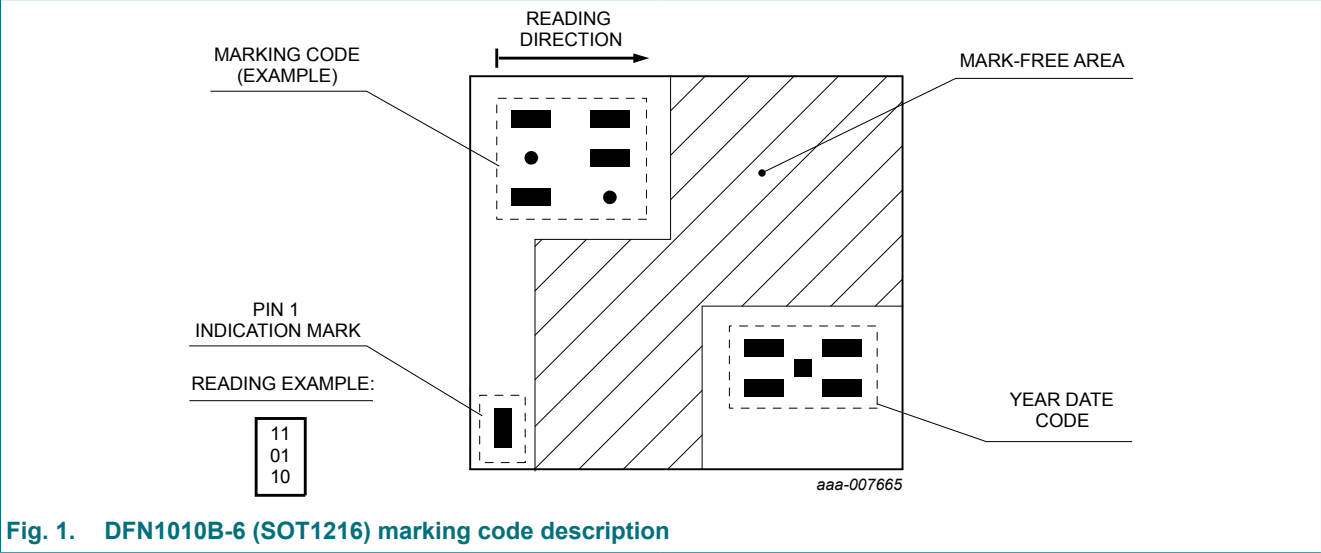 READING
DIRECTION
MARKING CODE
(EXAMPLE)
MARK-FREE AREA
PIN 1
INDICATION MARK
READING EXAMPLE:
11
01
10
YEAR DATE
CODE
aaa-007665
Fig. 1. DFN1010B-6 (SOT1216) marking code description